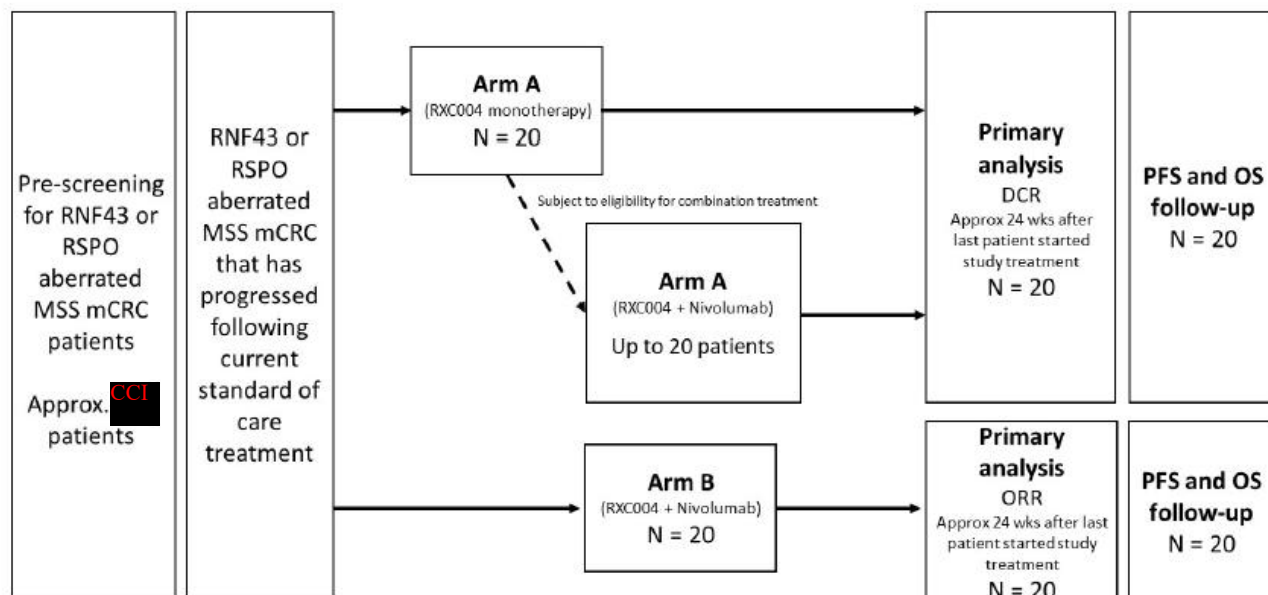 Pre-screening
for RNF43 or
RSPO
aberrated
MSS mCRC
patients
Approx. CCI
patients
RNF43 or
RSPO
aberrated
MSS mCRC
that has
progressed
following
current
standard of
care
treatment
Arm A
(RXC004 monotherapy)
N = 20
Subject to eligibility for combination treatment
Arm A
(RXC004 + Nivolumab)
Up to 20 patients
Arm B
(RXC004 + Nivolumab)
N = 20
Primary
analysis
DCR
Approx 24 wks after
last patient started
study treatment
N = 20
PFS and OS
follow-up
N = 20
Primary
analysis
ORR
Approx 24 wks after last
patient started study
treatment
N = 20
PFS and OS
follow-up
N = 20